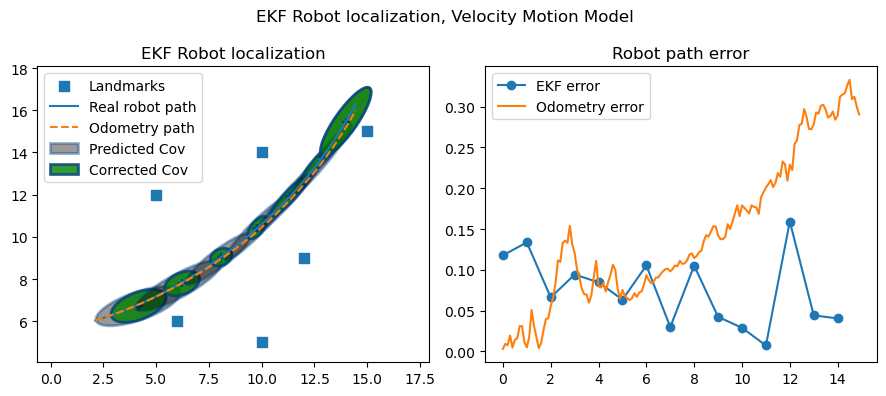 EKF Robot localization, Velocity Motion Model
EKF Robot localization
18
16
14
12
10
8
6
0.0 2.5 5.0 7.5 10.0 12.5 15.0 17.5
Landmarks
Real robot path
Odometry path
Predicted Cov
Corrected Cov
Robot path error
0.30
0.25
0.20
0.15
0.10
0.05
0.00
0 2 4 6 8 10 12 14
EKF error
Odometry error